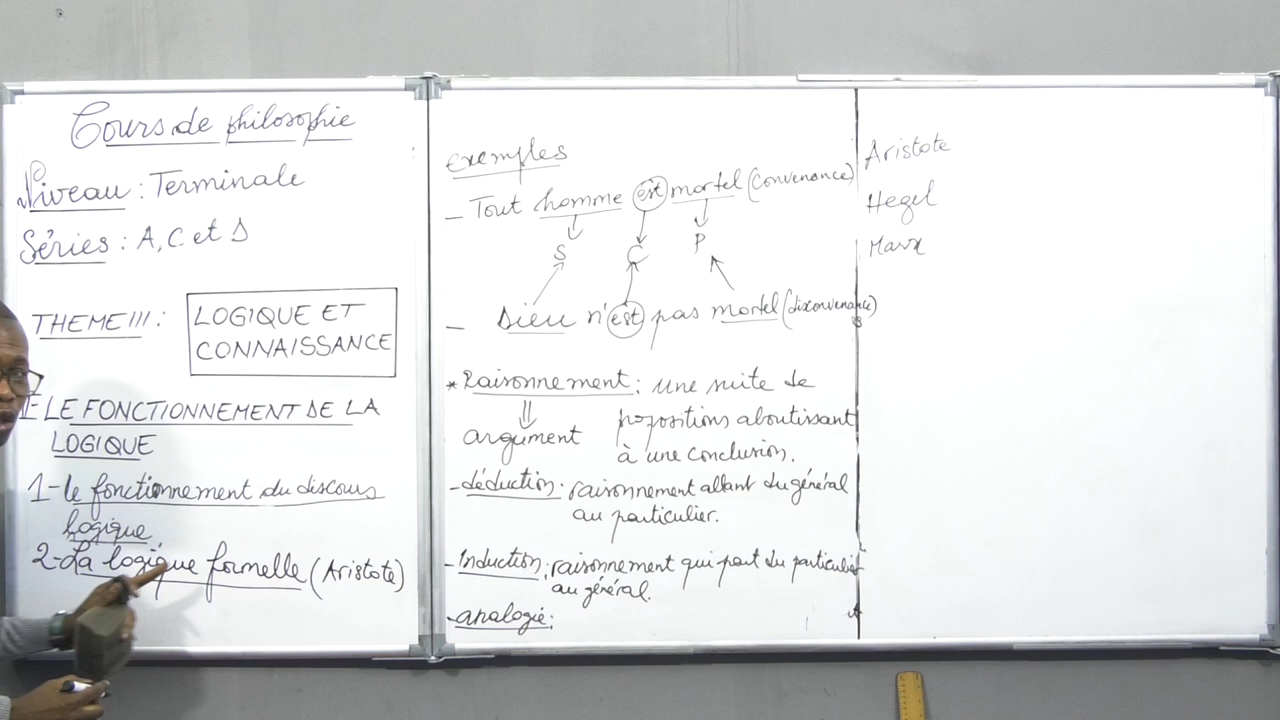 Cours de philosophie
Niveau : Terminale
Séries : A, C et D
THEME III :
LOGIQUE ET
CONNAISSANCE
I- LE FONCTIONNEMENT DE LA
LOGIQUE
1- le fonctionnement du discours
logique
2- La logique formelle (Aristote)
exemples
- Tout homme est mortel (convenance)
S C P
- Dieu n'est pas mortel (disconvenance)
* Raisonnement : une suite de
propositions aboutissant
argument
à une conclusion.
- déduction : raisonnement allant du général
au particulier.
- Induction : raisonnement qui part du particulier
au général.
- analogie :
Aristote
Hegel
Marx